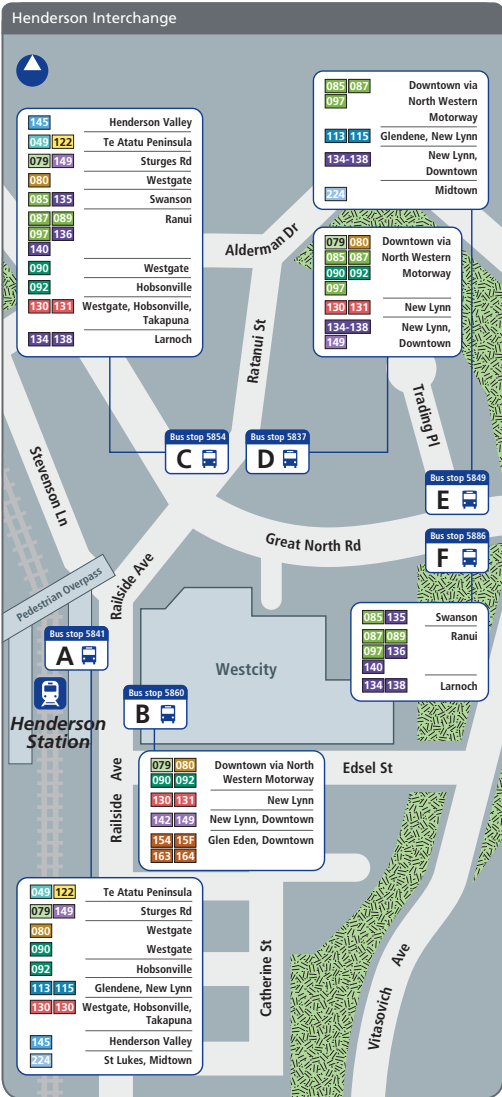 Henderson Interchange
145 Henderson Valley
049 122 Te Atatu Peninsula
079 149 Sturges Rd
080 Westgate
085 135 Swanson
087 089 Ranui
097 136
140
090 Westgate
092 Hobsonville
130 131 Westgate, Hobsonville,
Takapuna
134 138 Larnoch
085 087 Downtown via
097 North Western
Motorway
113 115 Glendene, New Lynn
134-138 New Lynn,
Downtown
224 Midtown
079 080 Downtown via
085 087 North Western
090 092 Motorway
097
130 131 New Lynn
134-138 New Lynn,
149 Downtown
Alderman Dr
Ratanui St
Trading Pl
Stevenson Ln
Bus stop 5854
C
Bus stop 5837
D
Bus stop 5849
E
Great North Rd
Bus stop 5886
F
Railside Ave
Pedestrian Overpass
085 135 Swanson
087 089 Ranui
097 136
140
134 138 Larnoch
Bus stop 5841
A
Westcity
Bus stop 5860
B
Henderson
Station
079 080 Downtown via North
090 092 Western Motorway
130 131 New Lynn
142 149 New Lynn, Downtown
154 15F Glen Eden, Downtown
163 164
Edsel St
Railside Ave
049 122 Te Atatu Peninsula
079 149 Sturges Rd
080 Westgate
090 Westgate
092 Hobsonville
113 115 Glendene, New Lynn
130 130 Westgate, Hobsonville,
Takapuna
145 Henderson Valley
224 St Lukes, Midtown
Catherine St
Vitasovich Ave